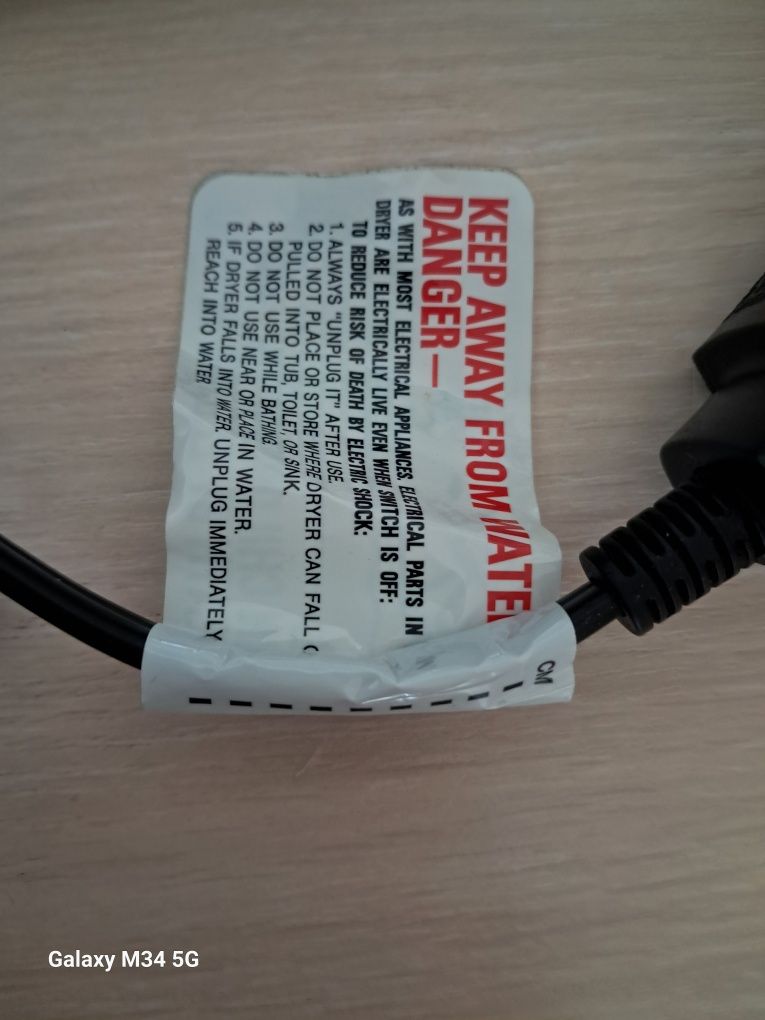 KEEP AWAY FROM WATE
DANGER—
AS WITH MOST ELECTRICAL APPLIANCES, ELECTRICAL PARTS IN
DRYER ARE ELECTRICALLY LIVE EVEN WHEN SWITCH IS OFF:
TO REDUCE RISK OF DEATH BY ELECTRIC SHOCK:
1. ALWAYS "UNPLUG IT" AFTER USE.
2. DO NOT PLACE OR STORE WHERE DRYER CAN FALL
PULLED INTO TUB, TOILET, OR SINK.
3. DO NOT USE WHILE BATHING.
4. DO NOT USE NEAR OR PLACE IN WATER.
5. IF DRYER FALLS INTO WATER, UNPLUG IMMEDIATELY
REACH INTO WATER
CM
Galaxy M34 5G